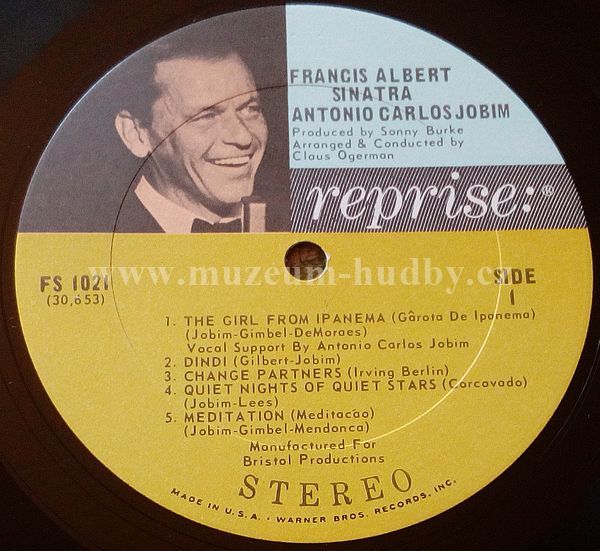 FRANCIS ALBERT
SINATRA
ANTONIO CARLOS JOBIM
Produced by Sonny Burke
Arranged & Conducted by
Claus Ogerman
reprise:®
www.muzeum-hudby.cz
FS 1021
(30,653)
SIDE
1
1. THE GIRL FROM IPANEMA (Gârota De Ipanema)
(Jobim-Gimbel-DeMoraes)
Vocal Support By Antonio Carlos Jobim
2. DINDI (Gilbert-Jobim)
3. CHANGE PARTNERS (Irving Berlin)
4. QUIET NIGHTS OF QUIET STARS (Corcovado)
(Jobim-Lees)
5. MEDITATION (Meditacão)
(Jobim-Gimbel-Mendonca)
Manufactured For
Bristol Productions
STEREO
MADE IN U.S.A. • WARNER BROS. RECORDS, INC.